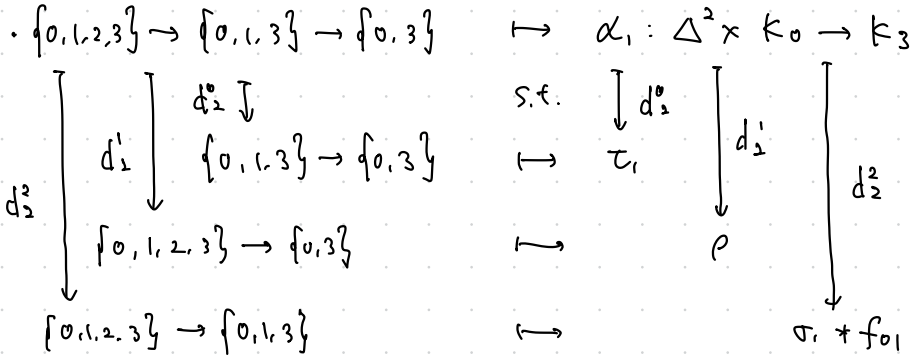 · {0,1,2,3} → {0,1,3} → {0,3} ↦ α₁ : Δ² × K₀ → K₃
d₂⁰ s.t. d₂⁰
d₂¹ {0,1,3} → {0,3} ↦ τ₁ d₂¹
d₂² d₂²
{0,1,2,3} → {0,3} ↦ ρ
{0,1,2,3} → {0,1,3} ↦ σ₁ * f₀₁